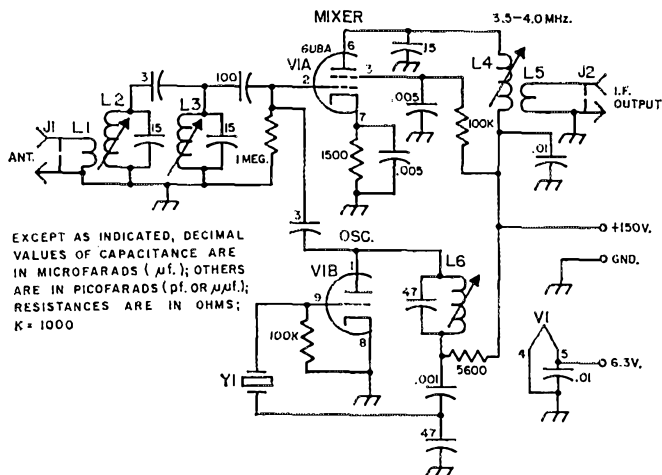 MIXER
3.5–4.0 MHz.
6U8A
V1A
6
15
L4
L5
J2
3
100
2
3
L2
L3
.005
100K
I.F.
OUTPUT
7
J1
L1
15
15
1 MEG.
1500
.005
.01
ANT.
3
+150V.
EXCEPT AS INDICATED, DECIMAL
VALUES OF CAPACITANCE ARE
IN MICROFARADS ( µf.); OTHERS
ARE IN PICOFARADS (pf. OR µµf.);
RESISTANCES ARE IN OHMS;
K = 1000
OSC.
GND.
V1B
1
L6
47
9
V1
100K
8
4
5
6.3V.
5600
.01
Y1
.001
47